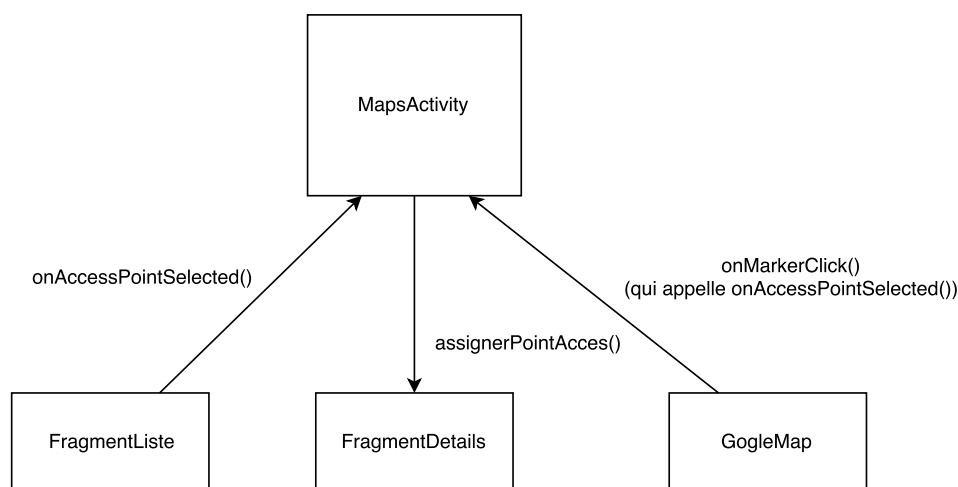 MapsActivity
onAccessPointSelected()
onMarkerClick()
(qui appelle onAccessPointSelected())
assignerPointAcces()
FragmentListe
FragmentDetails
GogleMap